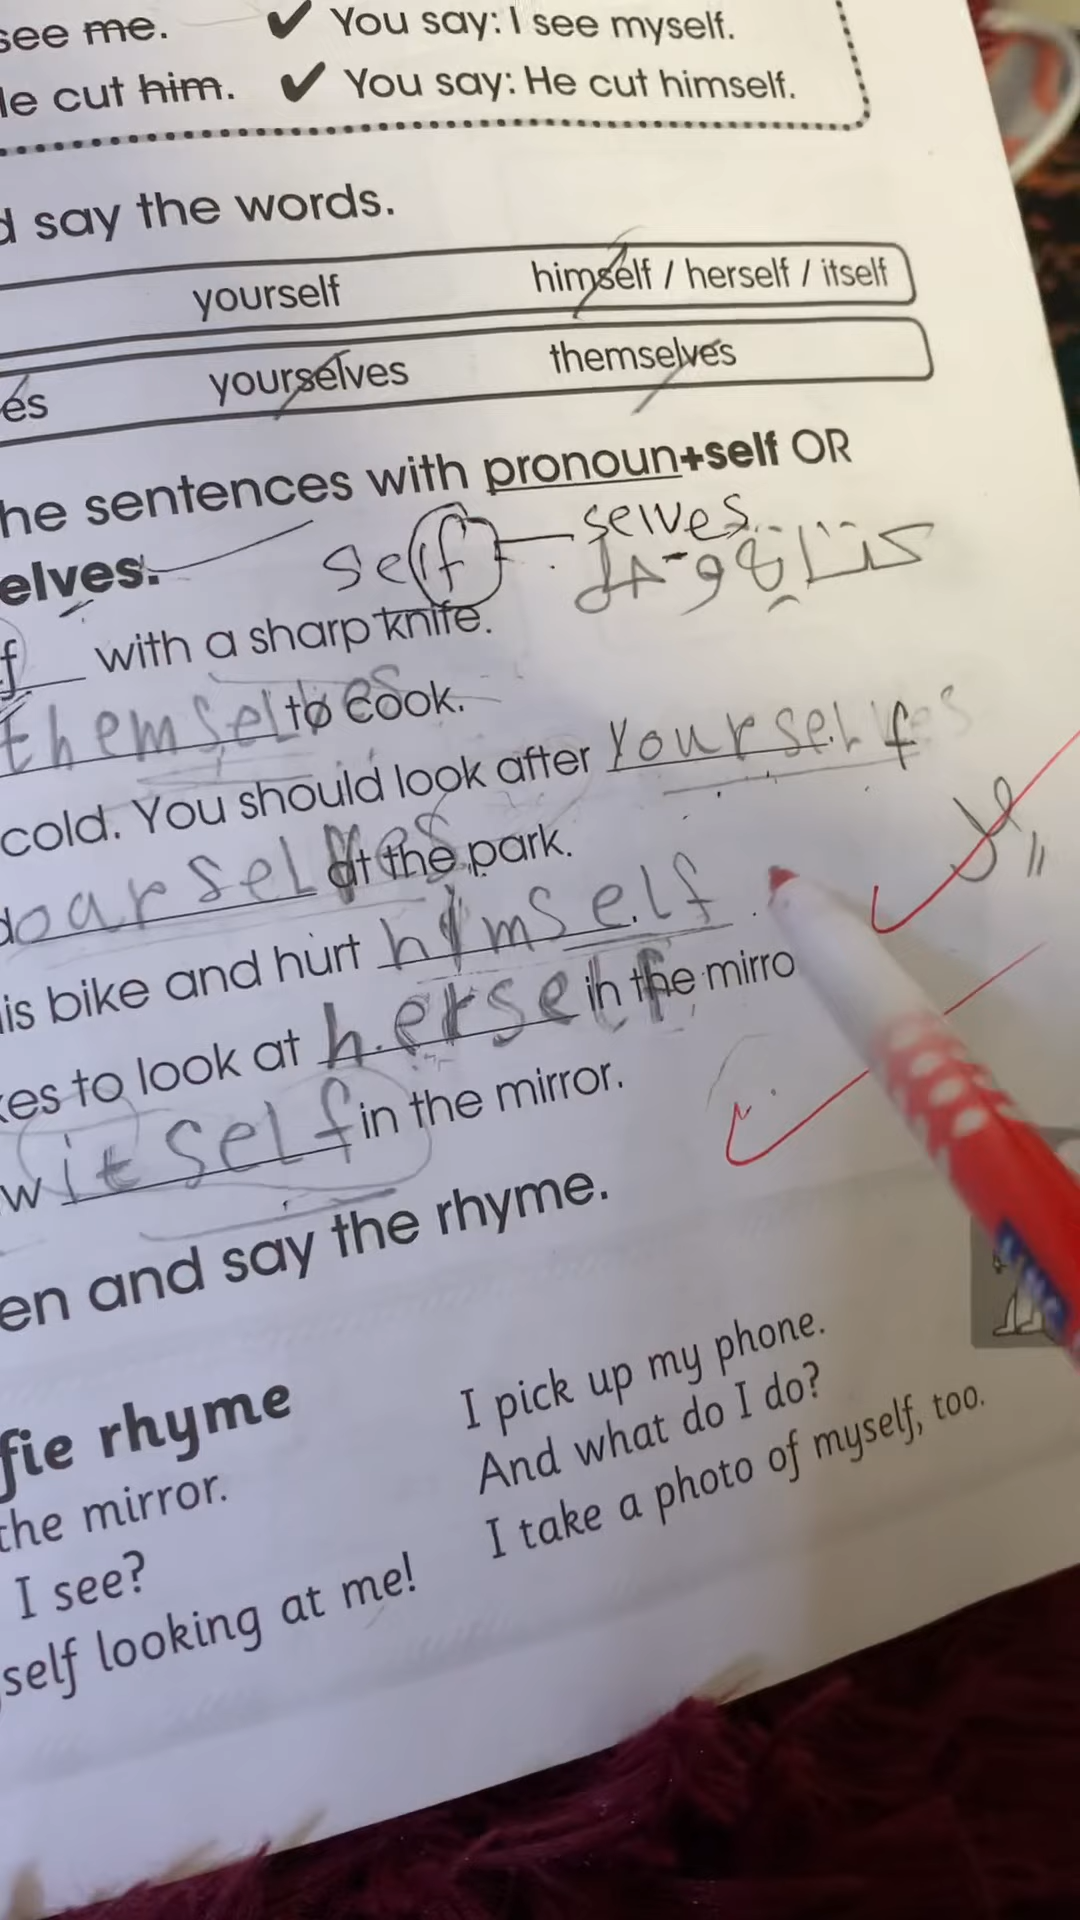 see me. ✔ You say: I see myself.
le cut him. ✔ You say: He cut himself.
d say the words.
yourself himself / herself / itself
es yourselves themselves
he sentences with pronoun+self OR
elves.
self — selves
f with a sharp knife.
themselves to cook.
cold. You should look after yourself
ourselves at the park.
is bike and hurt himself
kes to look at herself in the mirro
w itself in the mirror.
en and say the rhyme.
fie rhyme
the mirror.
I see?
self looking at me!
I pick up my phone.
And what do I do?
I take a photo of myself, too.